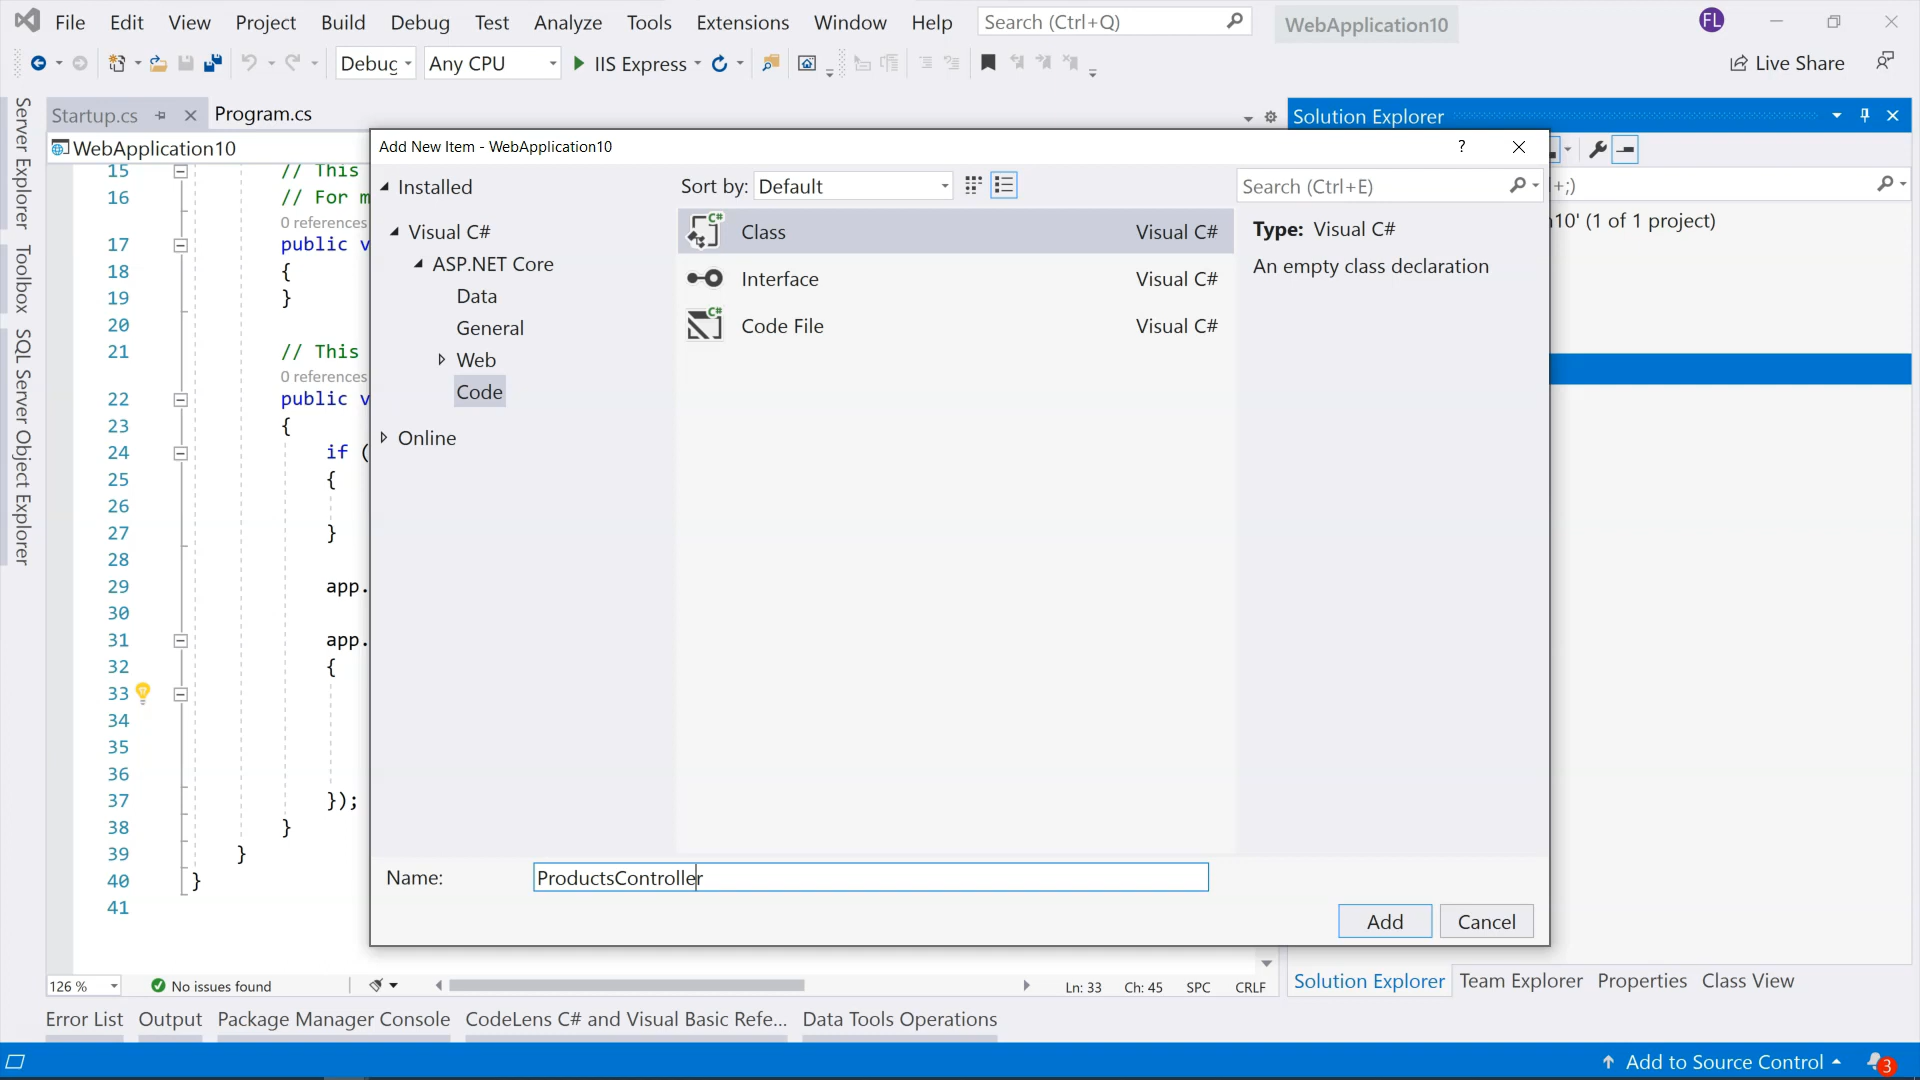 File Edit View Project Build Debug Test Analyze Tools Extensions Window Help Search (Ctrl+Q) WebApplication10 FL
Debug Any CPU IIS Express Live Share
Startup.cs Program.cs Solution Explorer
WebApplication10 Add New Item - WebApplication10 ?
Server Explorer
Toolbox
SQL Server Object Explorer
Installed Sort by: Default Search (Ctrl+E) +;)
15 // This
16 // For m
0 references
17 public v
18 {
19 }
20
21 // This
0 references
22 public v
23 {
24 if (
25 {
26
27 }
28
29 app.
30
31 app.
32 {
33
34
35
36
37 });
38 }
39 }
40 }
41
Visual C#
ASP.NET Core
Data
General
Web
Code
Online
C# Class Visual C#
Interface Visual C#
C# Code File Visual C#
Type: Visual C#
An empty class declaration
10' (1 of 1 project)
Name: ProductsController
Add Cancel
126 % No issues found Ln: 33 Ch: 45 SPC CRLF
Solution Explorer Team Explorer Properties Class View
Error List Output Package Manager Console CodeLens C# and Visual Basic Refe... Data Tools Operations
Add to Source Control 3